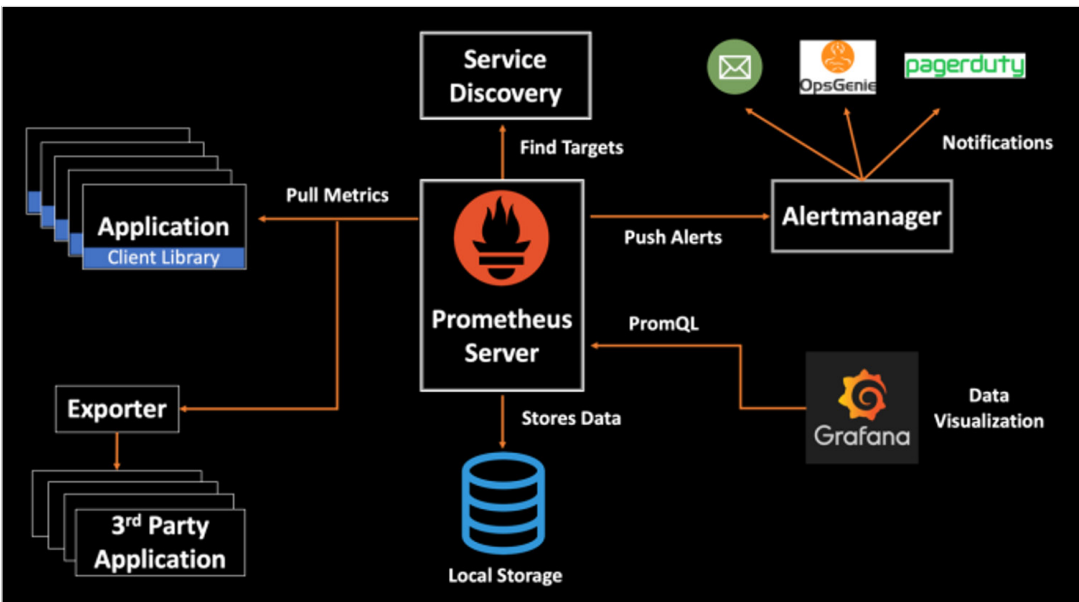 Service
Discovery
OpsGenie
pagerduty
Find Targets
Notifications
Pull Metrics
Application
Client Library
Alertmanager
Push Alerts
Prometheus
Server
PromQL
Exporter
Stores Data
Grafana
Data
Visualization
3rd Party
Application
Local Storage